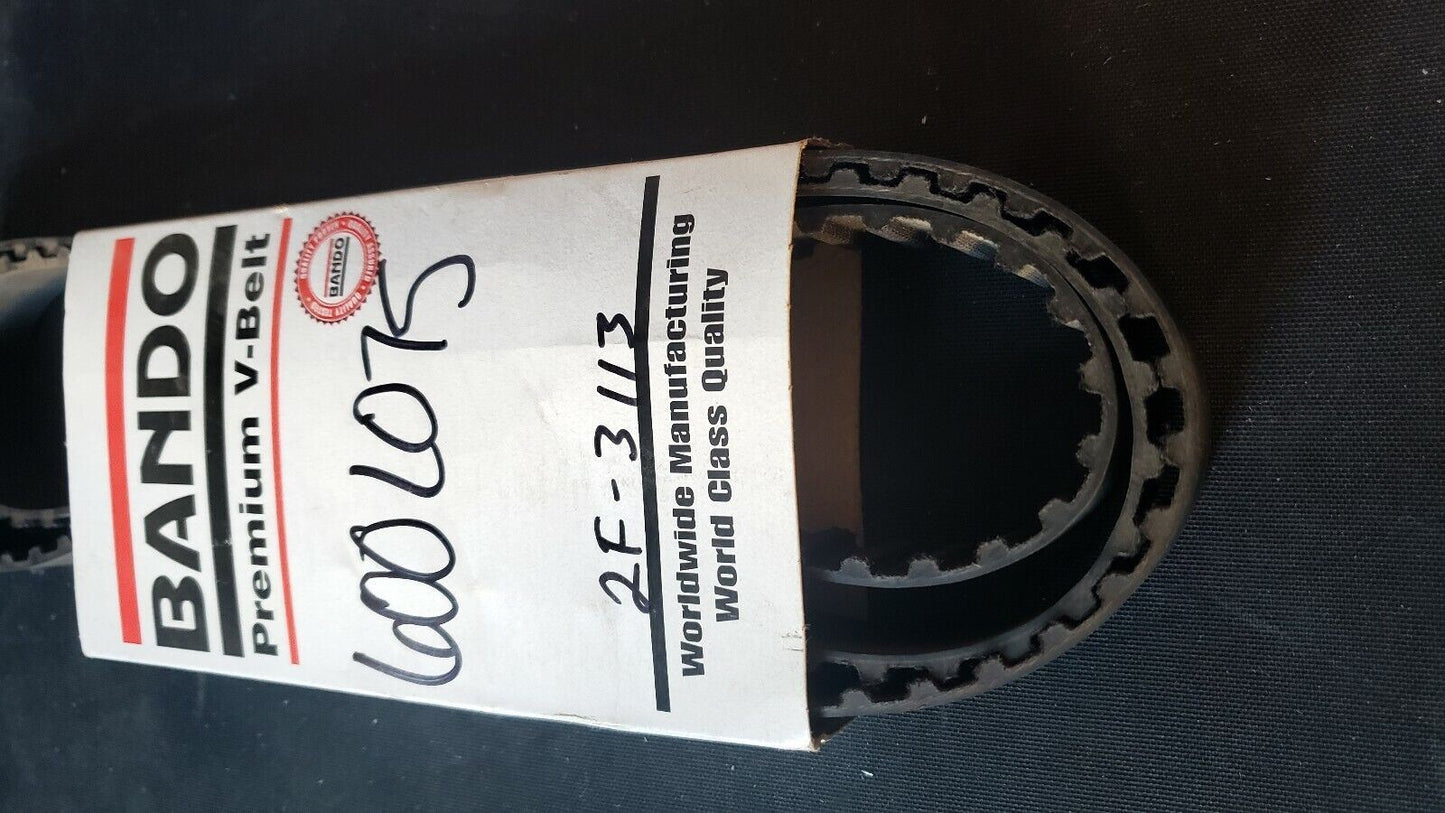 BANDO
Premium V-Belt
BANDO
600L075
2F-3113
Worldwide Manufacturing
World Class Quality